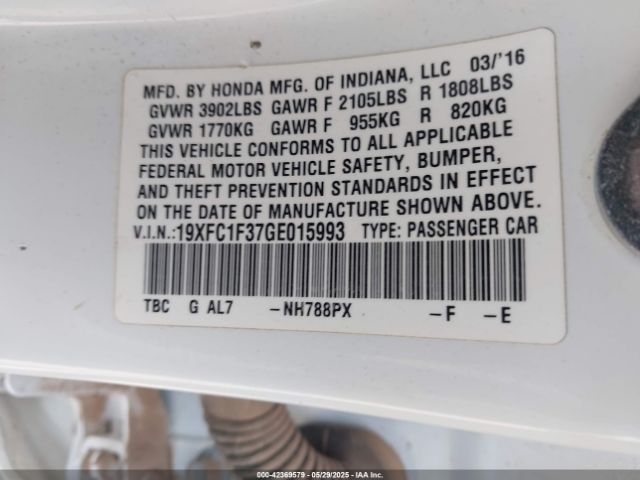 MFD. BY HONDA MFG. OF INDIANA, LLC 03/'16
GVWR 3902LBS GAWR F 2105LBS R 1808LBS
GVWR 1770KG GAWR F 955KG R 820KG
THIS VEHICLE CONFORMS TO ALL APPLICABLE
FEDERAL MOTOR VEHICLE SAFETY, BUMPER,
AND THEFT PREVENTION STANDARDS IN EFFECT
ON THE DATE OF MANUFACTURE SHOWN ABOVE.
V.I.N.:19XFC1F37GE015993 TYPE: PASSENGER CAR
TBC G AL7 -NH788PX -F -E
000-42369579 05/29/2025 IAA, Inc.